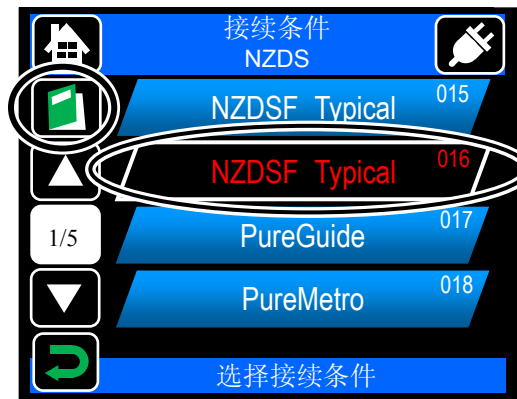 接续条件
NZDS
NZDSF Typical 015
NZDSF Typical 016
1/5
PureGuide 017
PureMetro 018
选择接续条件